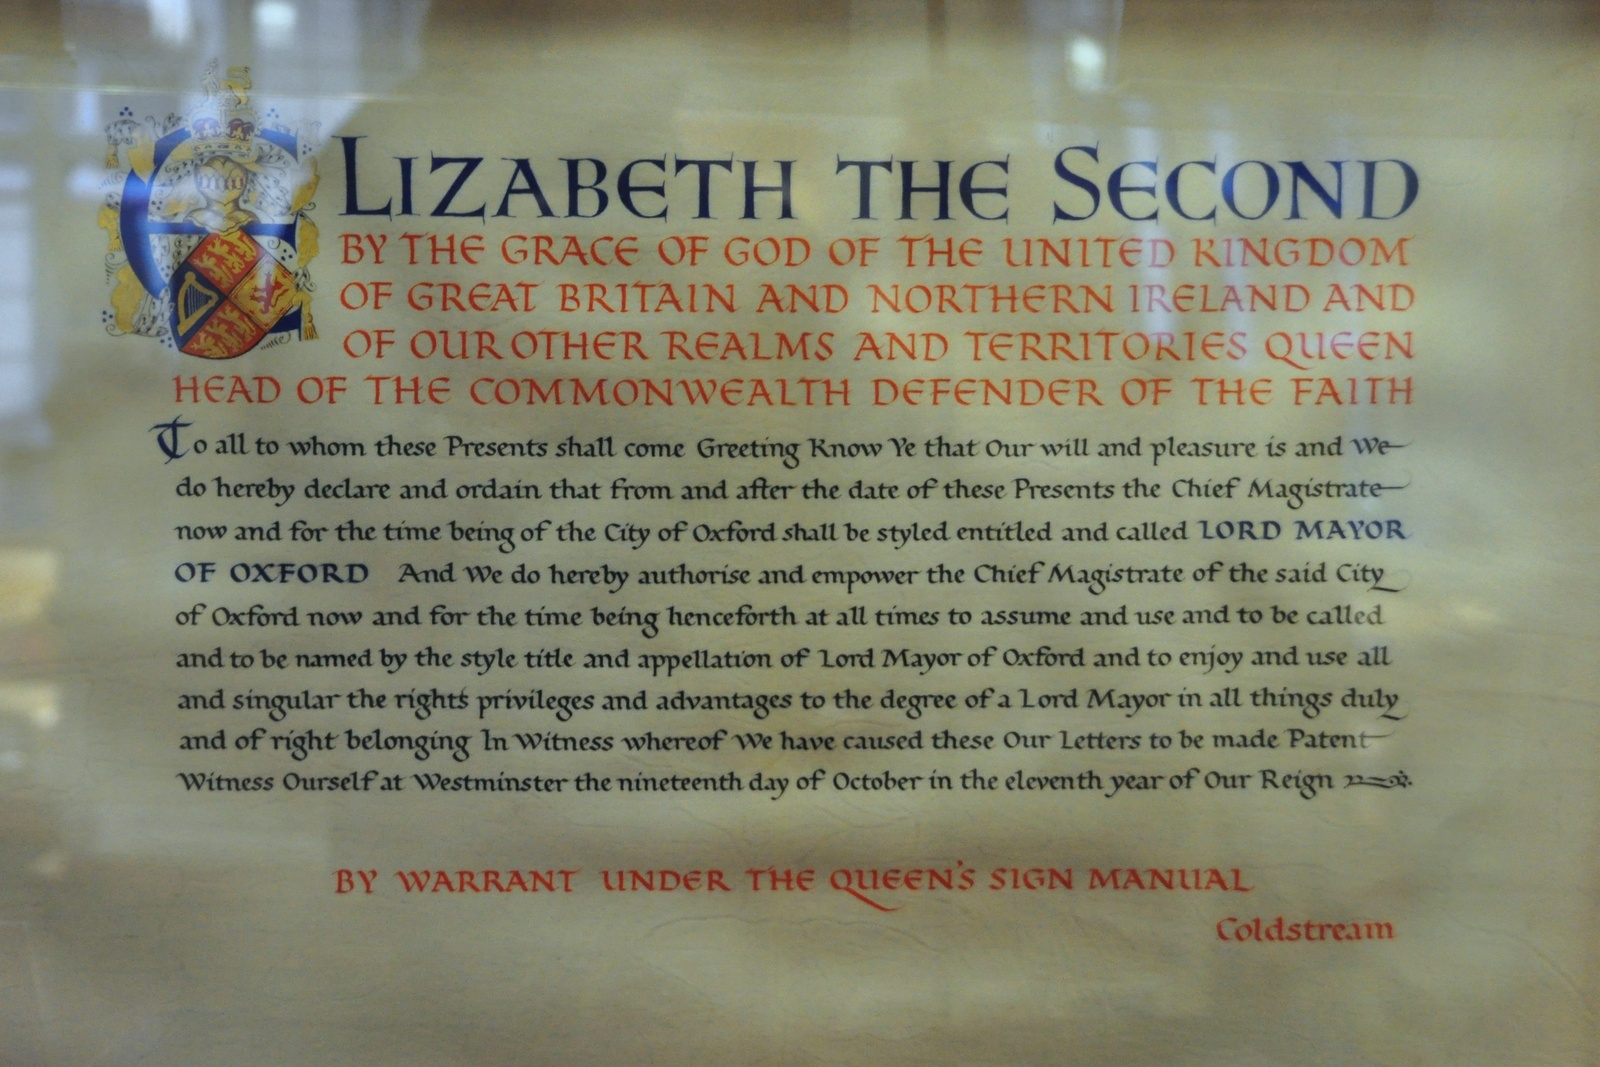 ELIZABETH THE SECOND
BY THE GRACE OF GOD OF THE UNITED KINGDOM
OF GREAT BRITAIN AND NORTHERN IRELAND AND
OF OUR OTHER REALMS AND TERRITORIES QUEEN
HEAD OF THE COMMONWEALTH DEFENDER OF THE FAITH
To all to whom these Presents shall come Greeting Know Ye that Our will and pleasure is and We
do hereby declare and ordain that from and after the date of these Presents the Chief Magistrate
now and for the time being of the City of Oxford shall be styled entitled and called LORD MAYOR
OF OXFORD And We do hereby authorise and empower the Chief Magistrate of the said City
of Oxford now and for the time being henceforth at all times to assume and use and to be called
and to be named by the style title and appellation of Lord Mayor of Oxford and to enjoy and use all
and singular the rights privileges and advantages to the degree of a Lord Mayor in all things duly
and of right belonging In Witness whereof We have caused these Our Letters to be made Patent
Witness Ourself at Westminster the nineteenth day of October in the eleventh year of Our Reign
BY WARRANT UNDER THE QUEEN'S SIGN MANUAL
Coldstream